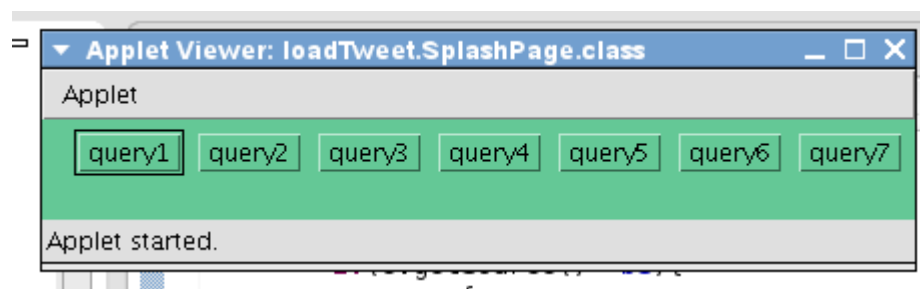 Applet Viewer: loadTweet.SplashPage.class
Applet
query1 query2 query3 query4 query5 query6 query7
Applet started.